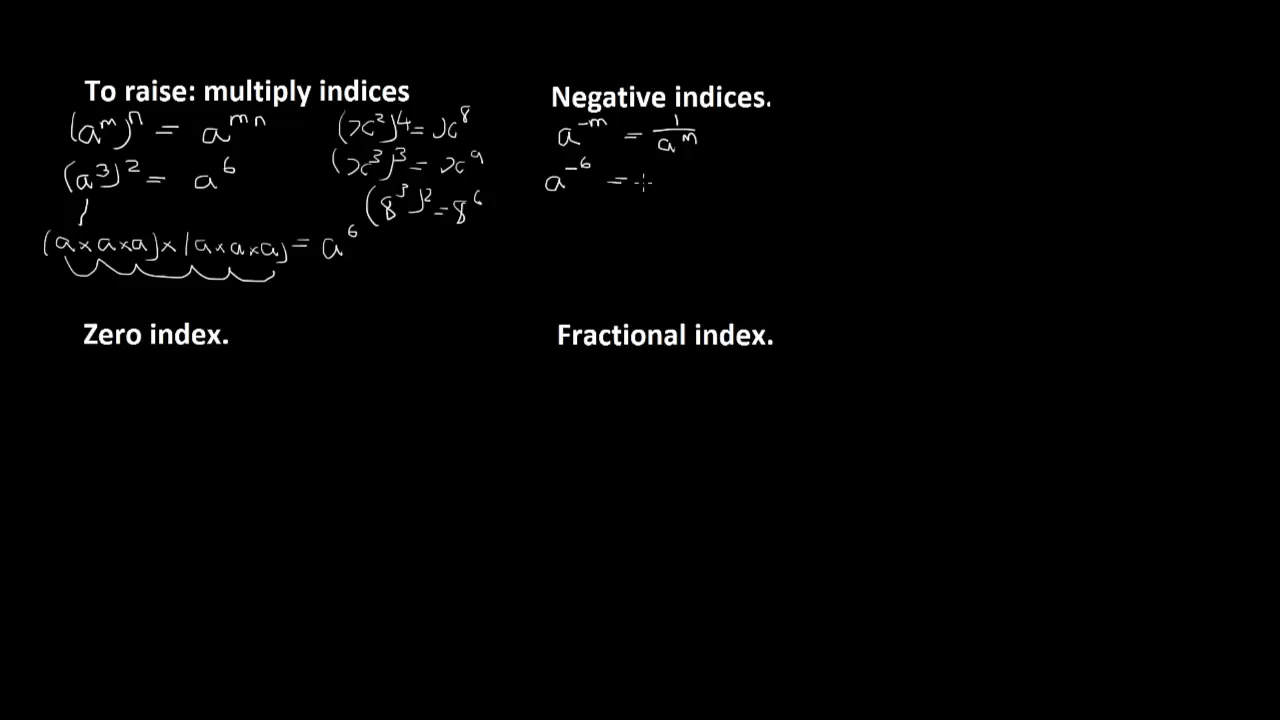 To raise: multiply indices
(a^m)^n = a^mn
(x^2)^4 = x^8
(a^3)^2 = a^6
(x^3)^3 = x^9
(8^3)^2 = 8^6
(a×a×a)×(a×a×a) = a^6
Negative indices.
a^-m = 1/a^m
a^-6 =
Zero index.
Fractional index.